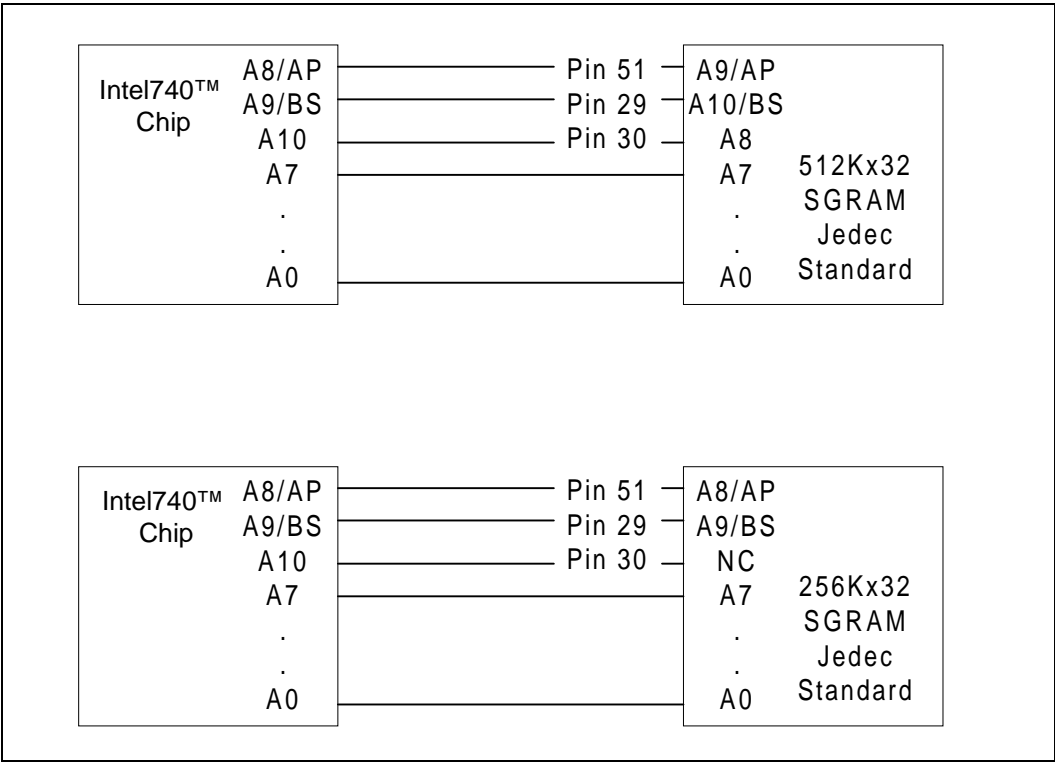 Intel740™
Chip
A8/AP
A9/BS
A10
A7
.
.
A0
Pin 51
Pin 29
Pin 30
A9/AP
A10/BS
A8
A7
.
.
A0
512Kx32
SGRAM
Jedec
Standard
Intel740™
Chip
A8/AP
A9/BS
A10
A7
.
.
A0
Pin 51
Pin 29
Pin 30
A8/AP
A9/BS
NC
A7
.
.
A0
256Kx32
SGRAM
Jedec
Standard